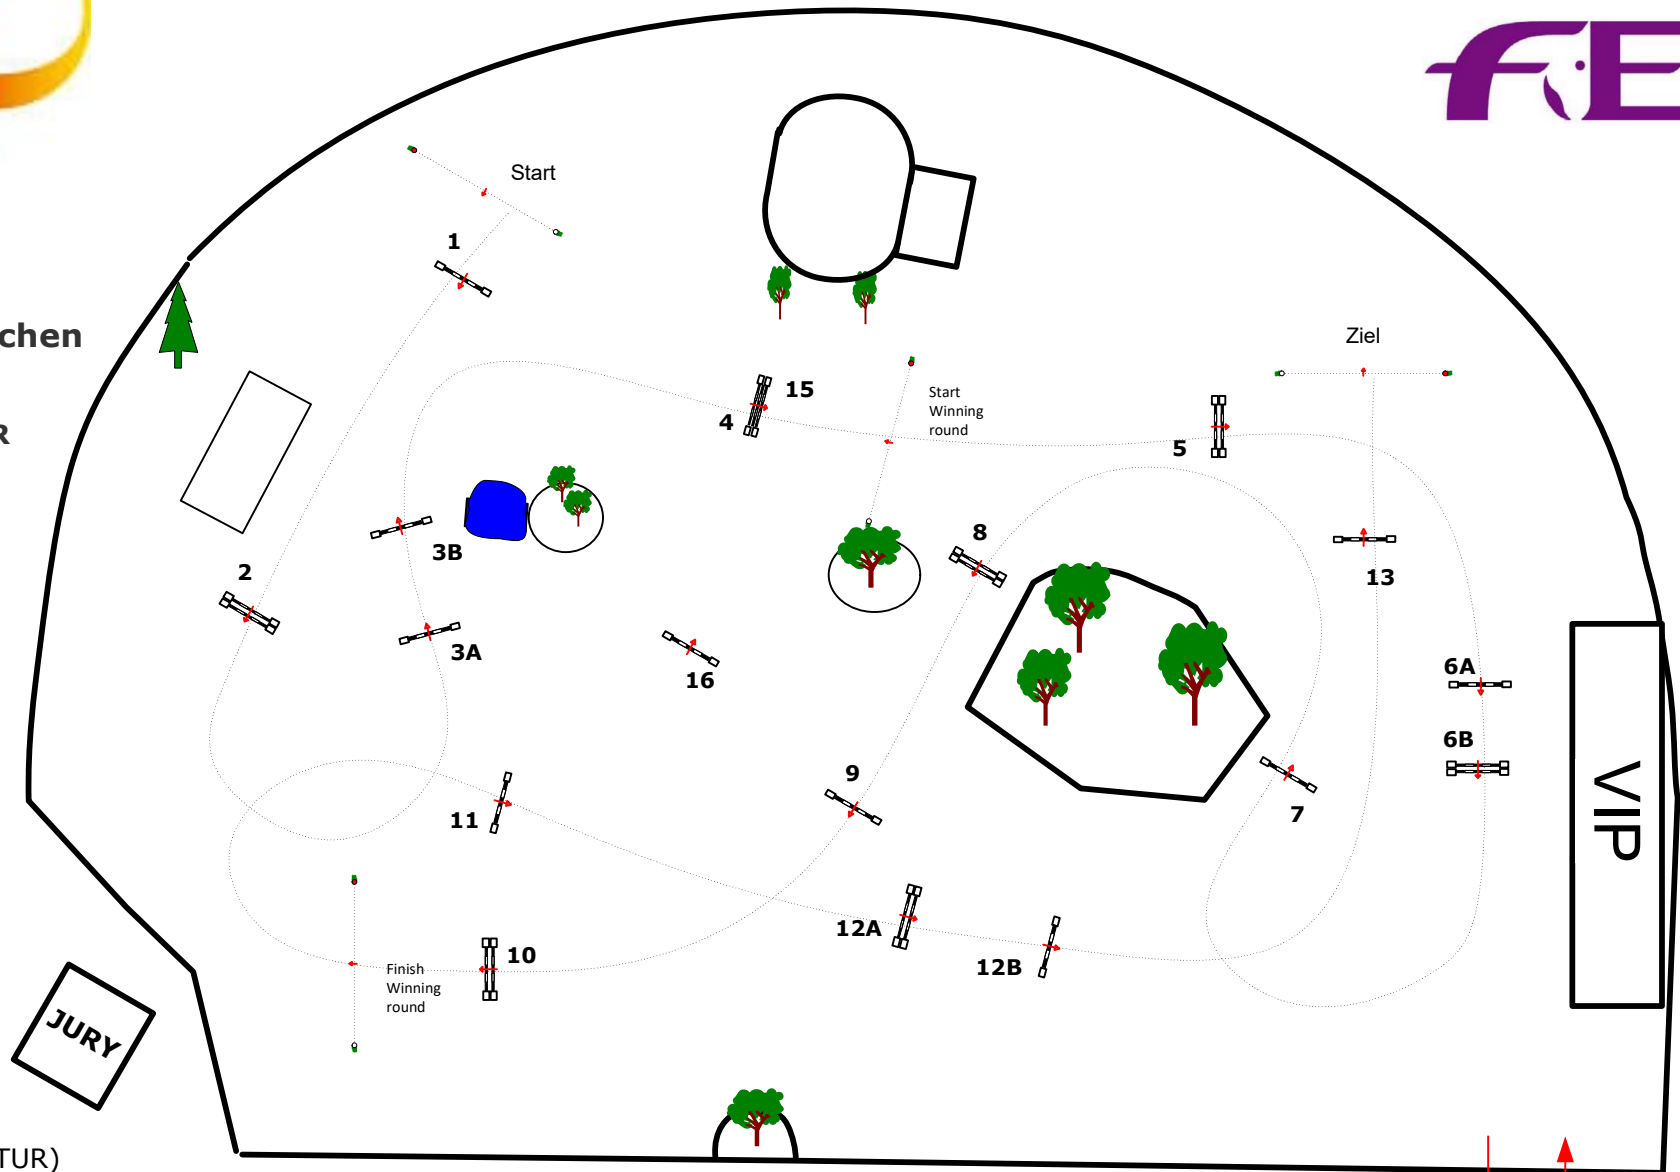 FE
Start
1
chen
Ziel
R
15
4
Start
Winning
round
5
3B
8
2
13
3A
16
6A
6B
VIP
9
7
11
12A
10
12B
Finish
Winning
round
JURY
TUR)